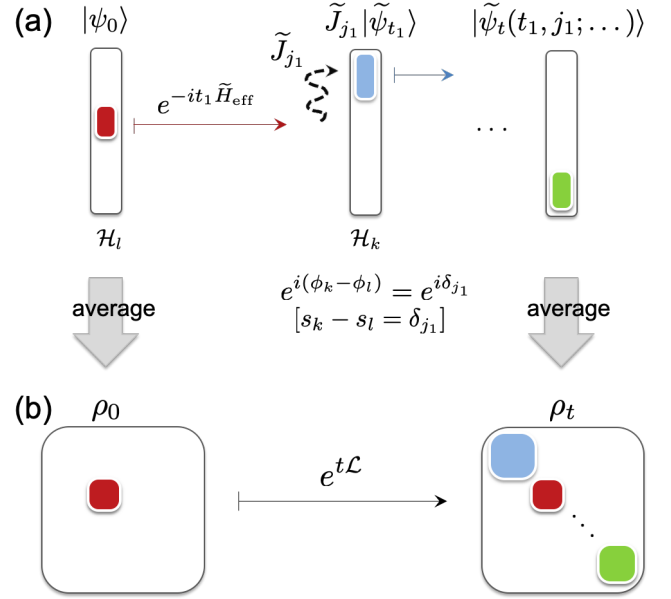 (a)
|ψ₀⟩
J̃_{j₁}
J̃_{j₁}|ψ̃_{t₁}⟩
|ψ̃_t(t₁, j₁; ...)⟩
e^{-it₁H̃_eff}
...
ℋ_l
ℋ_k
average
e^{i(ϕ_k−ϕ_l)} = e^{iδ_{j₁}}
[s_k − s_l = δ_{j₁}]
average
(b)
ρ₀
ρ_t
e^{tℒ}
⋱